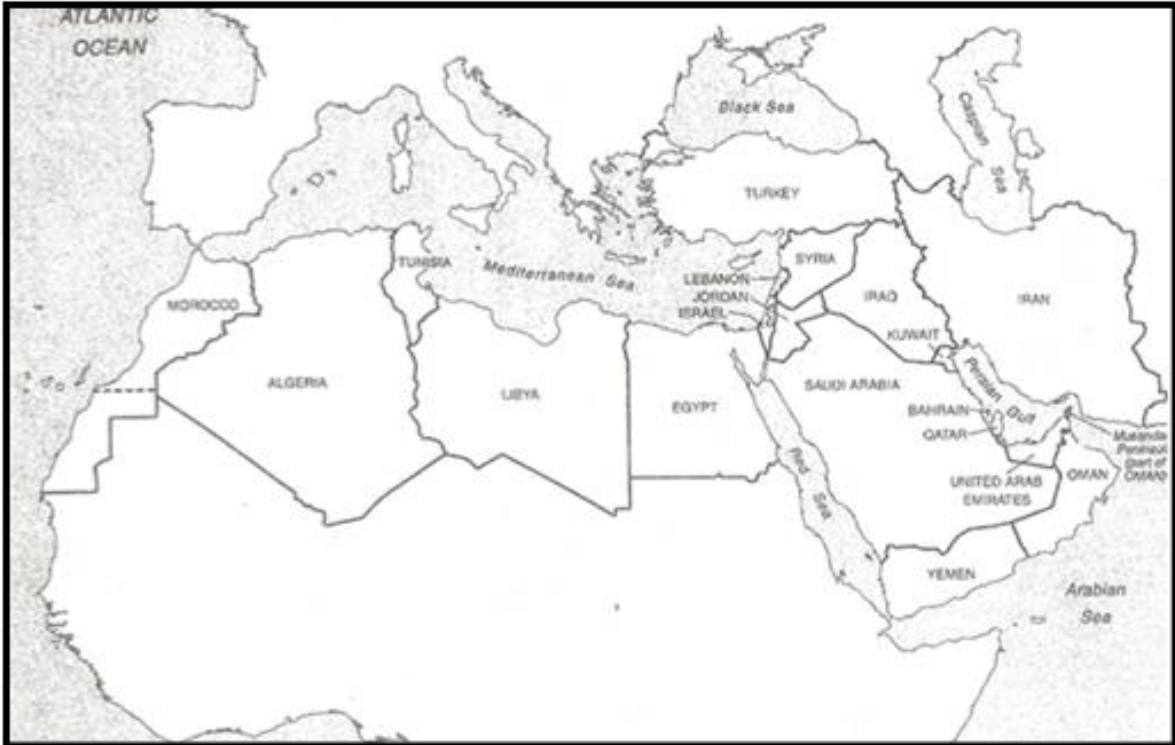 ATLANTIC
OCEAN
Black Sea
Caspian
Sea
TURKEY
TUNISIA
Mediterranean Sea
SYRIA
LEBANON
JORDAN
ISRAEL
IRAQ
IRAN
MOROCCO
KUWAIT
ALGERIA
LIBYA
EGYPT
SAUDI ARABIA
Persian Gulf
BAHRAIN
QATAR
Red Sea
UNITED ARAB
EMIRATES
OMAN
Peninsula
(part of
OMAN)
YEMEN
Arabian
Sea